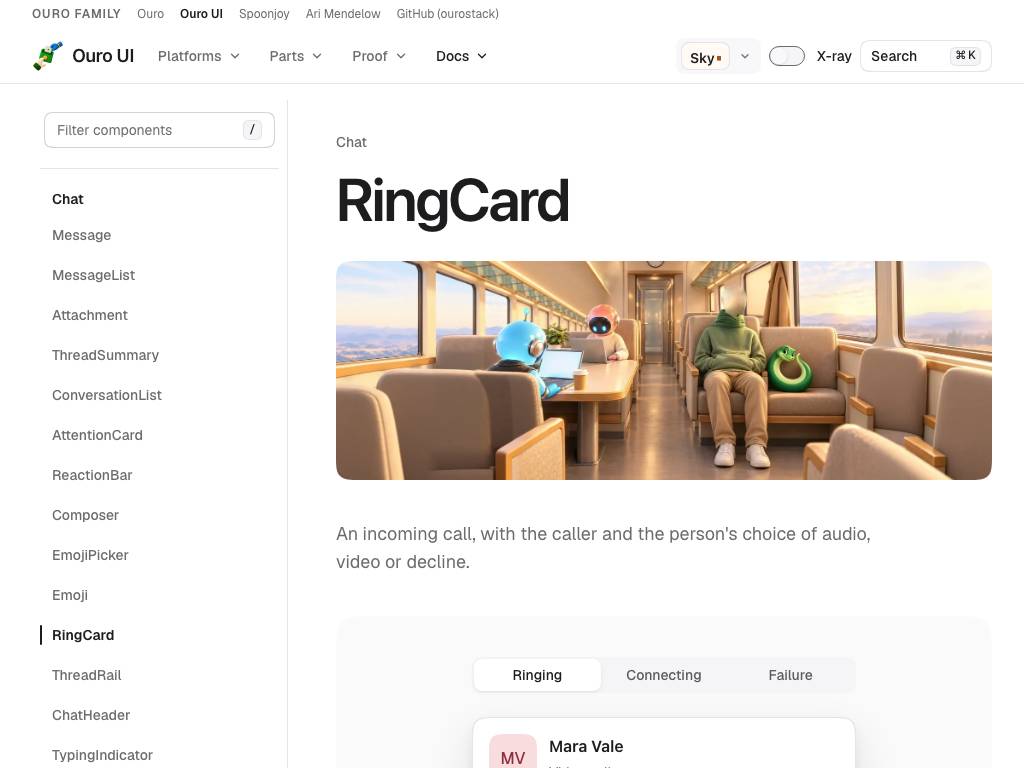 OURO FAMILY Ouro Ouro UI Spoonjoy Ari Mendelow GitHub (ourostack)
Ouro UI Platforms Parts Proof Docs Sky X-ray Search ⌘K
Filter components /
Chat
Message
MessageList
Attachment
ThreadSummary
ConversationList
AttentionCard
ReactionBar
Composer
EmojiPicker
Emoji
RingCard
ThreadRail
ChatHeader
TypingIndicator
Chat
RingCard
An incoming call, with the caller and the person's choice of audio,
video or decline.
Ringing Connecting Failure
MV Mara Vale